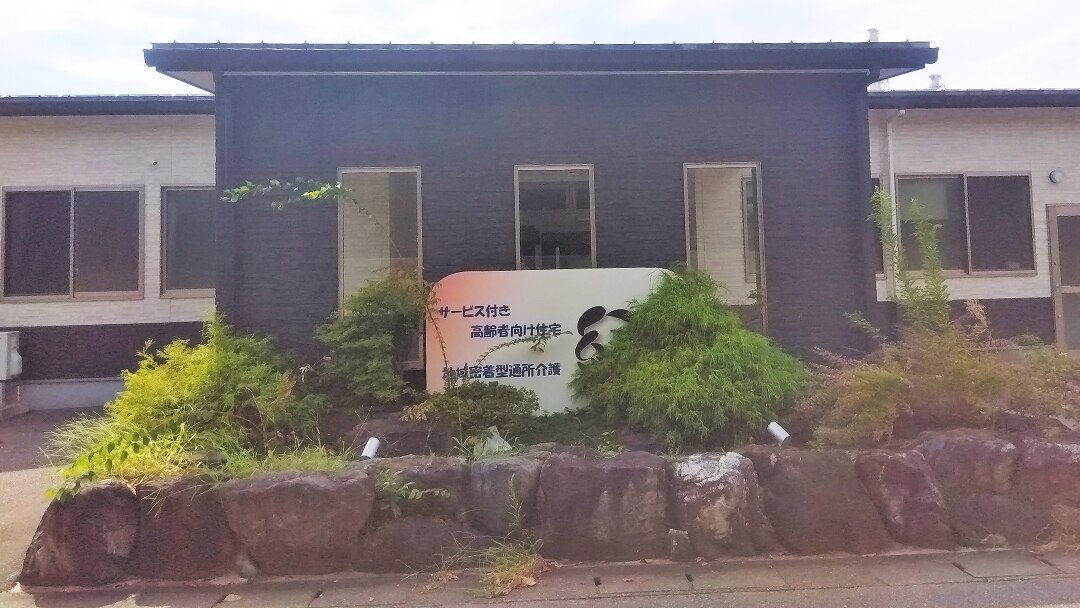 サービス付き
高齢者向け住宅
地域密着型通所介護